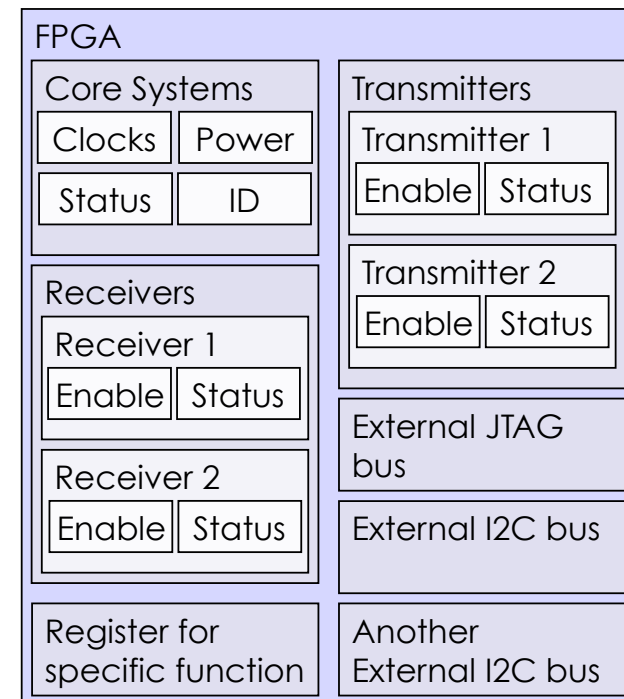 FPGA
Core Systems
Clocks
Power
Status
ID
Receivers
Receiver 1
Enable
Status
Receiver 2
Enable
Status
Register for
specific function
Transmitters
Transmitter 1
Enable
Status
Transmitter 2
Enable
Status
External JTAG
bus
External I2C bus
Another
External I2C bus